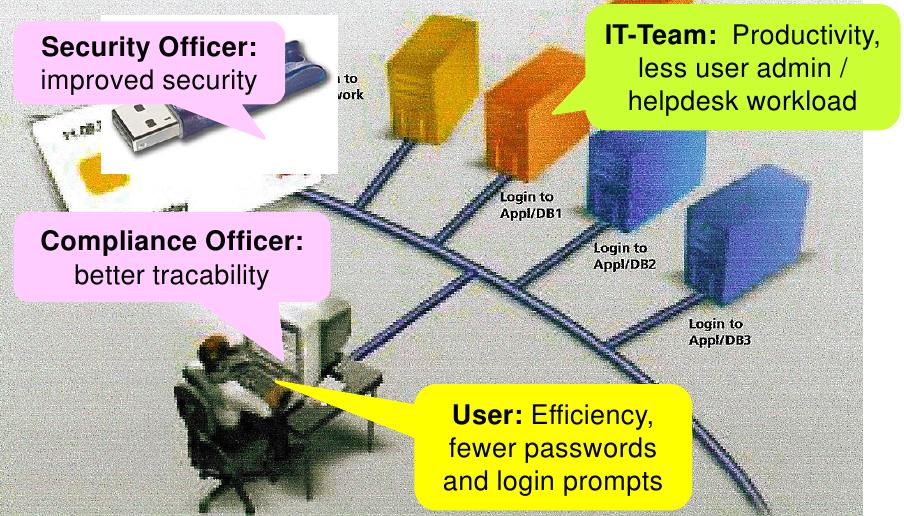 Security Officer:
improved security
IT-Team: Productivity,
less user admin /
helpdesk workload
to
work
Login to
Appl/DB1
Login to
Appl/DB2
Login to
Appl/DB3
Compliance Officer:
better tracability
User: Efficiency,
fewer passwords
and login prompts